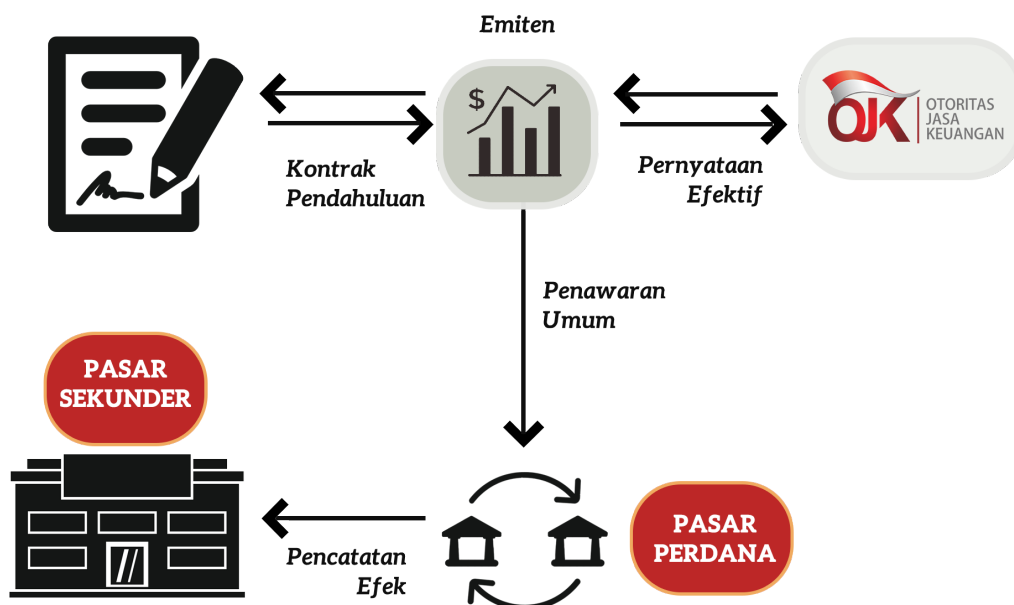 Emiten
$
OJK
OTORITAS
JASA
KEUANGAN
Kontrak
Pendahuluan
Pernyataan
Efektif
Penawaran
Umum
PASAR
SEKUNDER
PASAR
PERDANA
Pencatatan
Efek